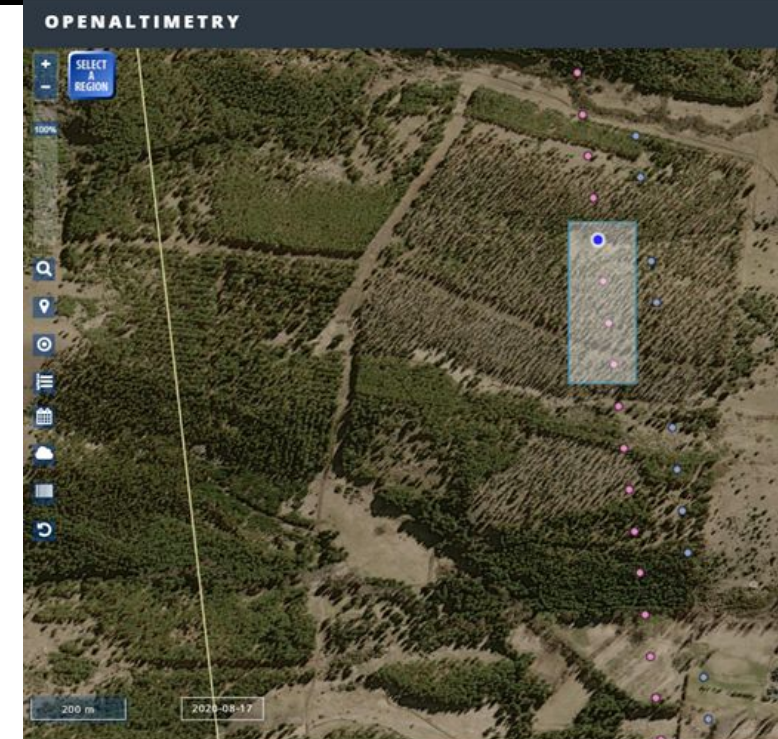 OPENALTIMETRY
+
SELECT
A
REGION
−
100%
200 m
2020-08-17